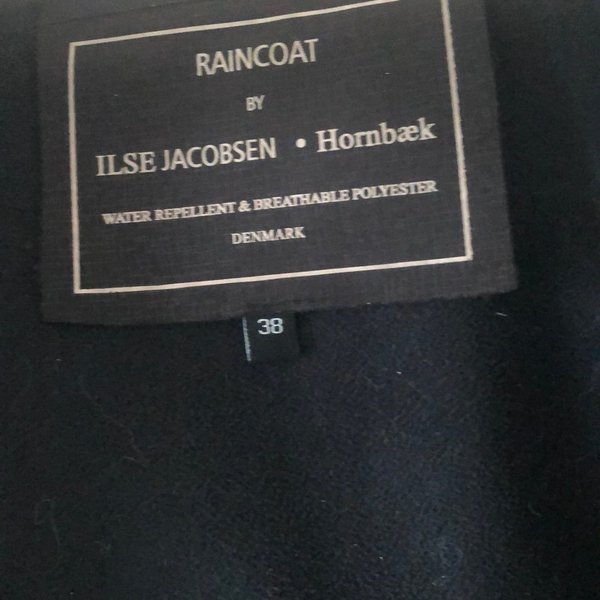 RAINCOAT
BY
ILSE JACOBSEN • Hornbæk
WATER REPELLENT & BREATHABLE POLYESTER
DENMARK
38